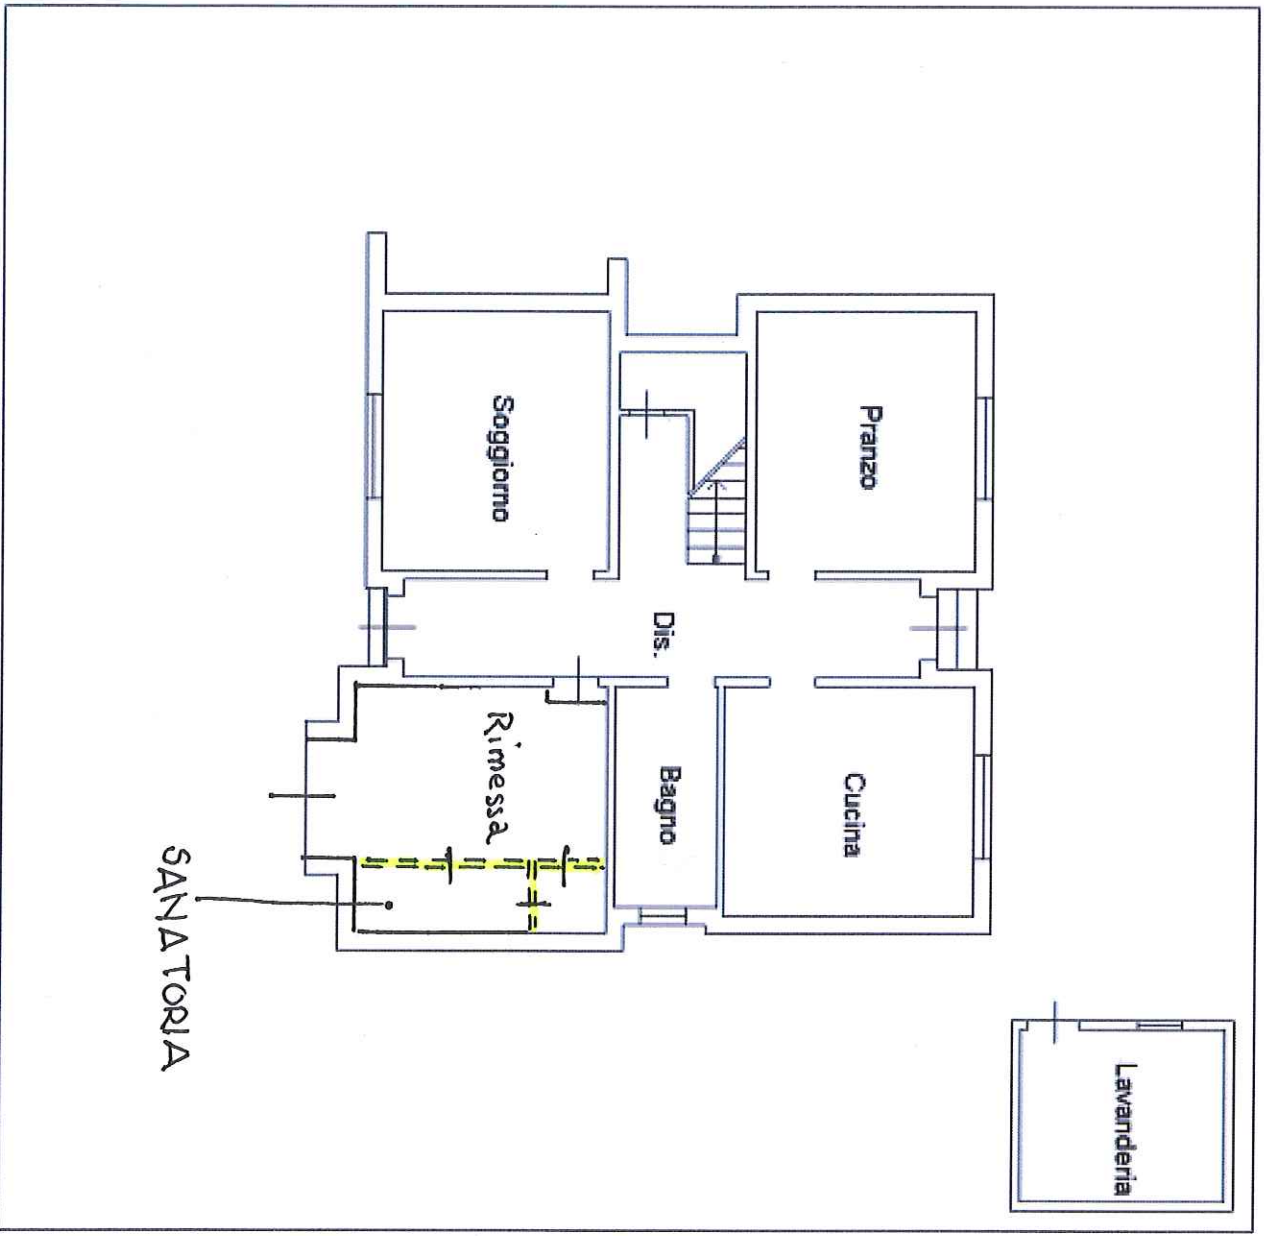 Pranzo
Soggiorno
Dis.
Cucina
Bagno
Rimessa
SANATORIA
Lavanderia